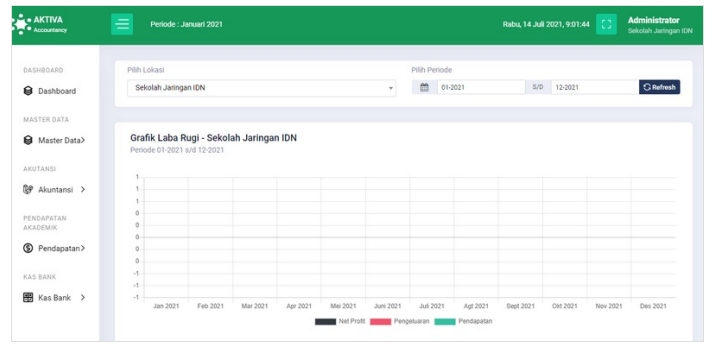 AKTIVA
Accountancy
Periode : Januari 2021
Rabu, 14 Juli 2021, 9:01:44
Administrator
Sekolah Jaringan IDN
DASHBOARD
Dashboard
MASTER DATA
Master Data
AKUTANSI
Akuntansi
PENDAPATAN
AKADEMIK
Pendapatan
KAS BANK
Kas Bank
Pilih Lokasi
Sekolah Jaringan IDN
Pilih Periode
01-2021 S/D 12-2021
Refresh
Grafik Laba Rugi - Sekolah Jaringan IDN
Periode 01-2021 s/d 12-2021
1
1
1
0
0
0
0
0
-1
-1
-1
Jan 2021 Feb 2021 Mar 2021 Apr 2021 Mei 2021 Juni 2021 Juli 2021 Agt 2021 Sept 2021 Okt 2021 Nov 2021 Des 2021
Net Profit Pengeluaran Pendapatan